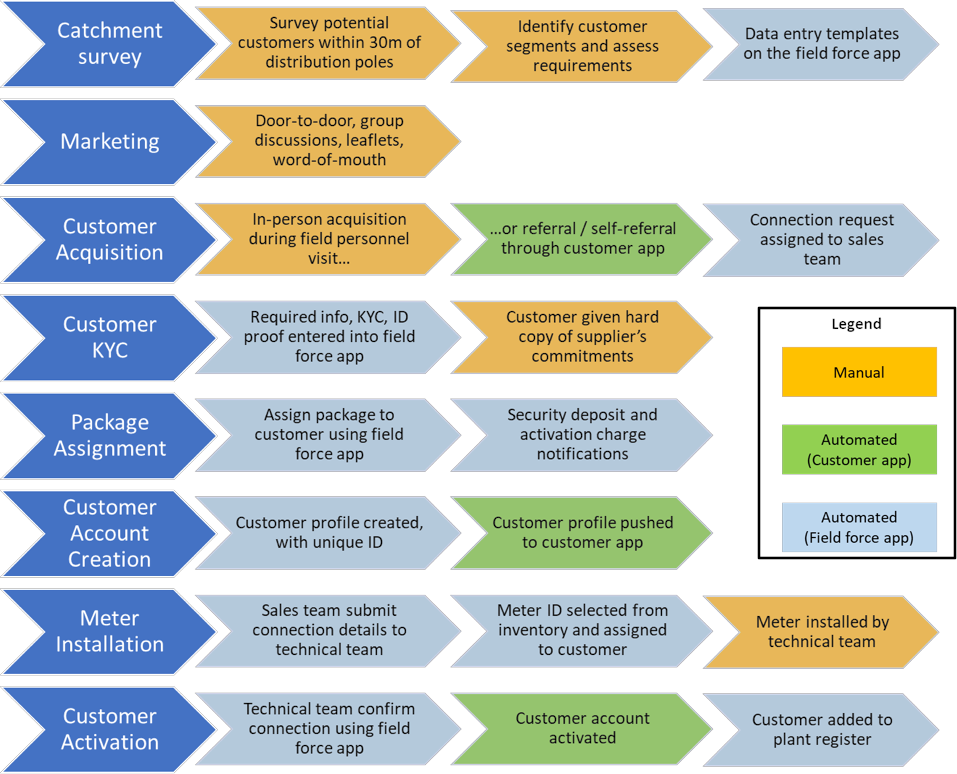 Catchment
survey
Survey potential
customers within 30m of
distribution poles
Identify customer
segments and assess
requirements
Data entry templates
on the field force app
Marketing
Door-to-door, group
discussions, leaflets,
word-of-mouth
Customer
Acquisition
In-person acquisition
during field personnel
visit...
...or referral / self-referral
through customer app
Connection request
assigned to sales
team
Customer
KYC
Required info, KYC, ID
proof entered into field
force app
Customer given hard
copy of supplier’s
commitments
Package
Assignment
Assign package to
customer using field
force app
Security deposit and
activation charge
notifications
Customer
Account
Creation
Customer profile created,
with unique ID
Customer profile pushed
to customer app
Meter
Installation
Sales team submit
connection details to
technical team
Meter ID selected from
inventory and assigned
to customer
Meter installed by
technical team
Customer
Activation
Technical team confirm
connection using field
force app
Customer account
activated
Customer added to
plant register
Legend
Manual
Automated
(Customer app)
Automated
(Field force app)